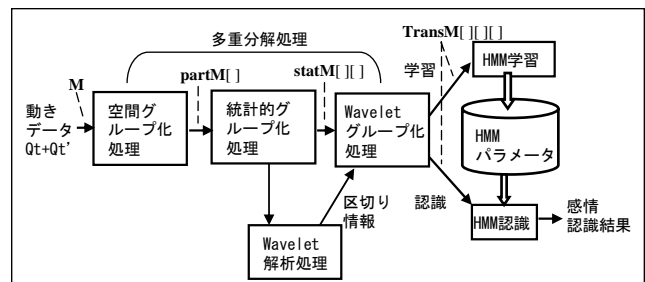 多重分解処理
TransM[ ][ ][ ]
partM[ ]
statM[ ][ ]
学習
HMM学習
M
動き
データ
Qt+Qt'
空間グ
ループ化
処理
統計的グ
ループ化
処理
Wavelet
グループ化
処理
HMM
パラメータ
区切り
情報
認識
Wavelet
解析処理
HMM認識
感情
認識結果